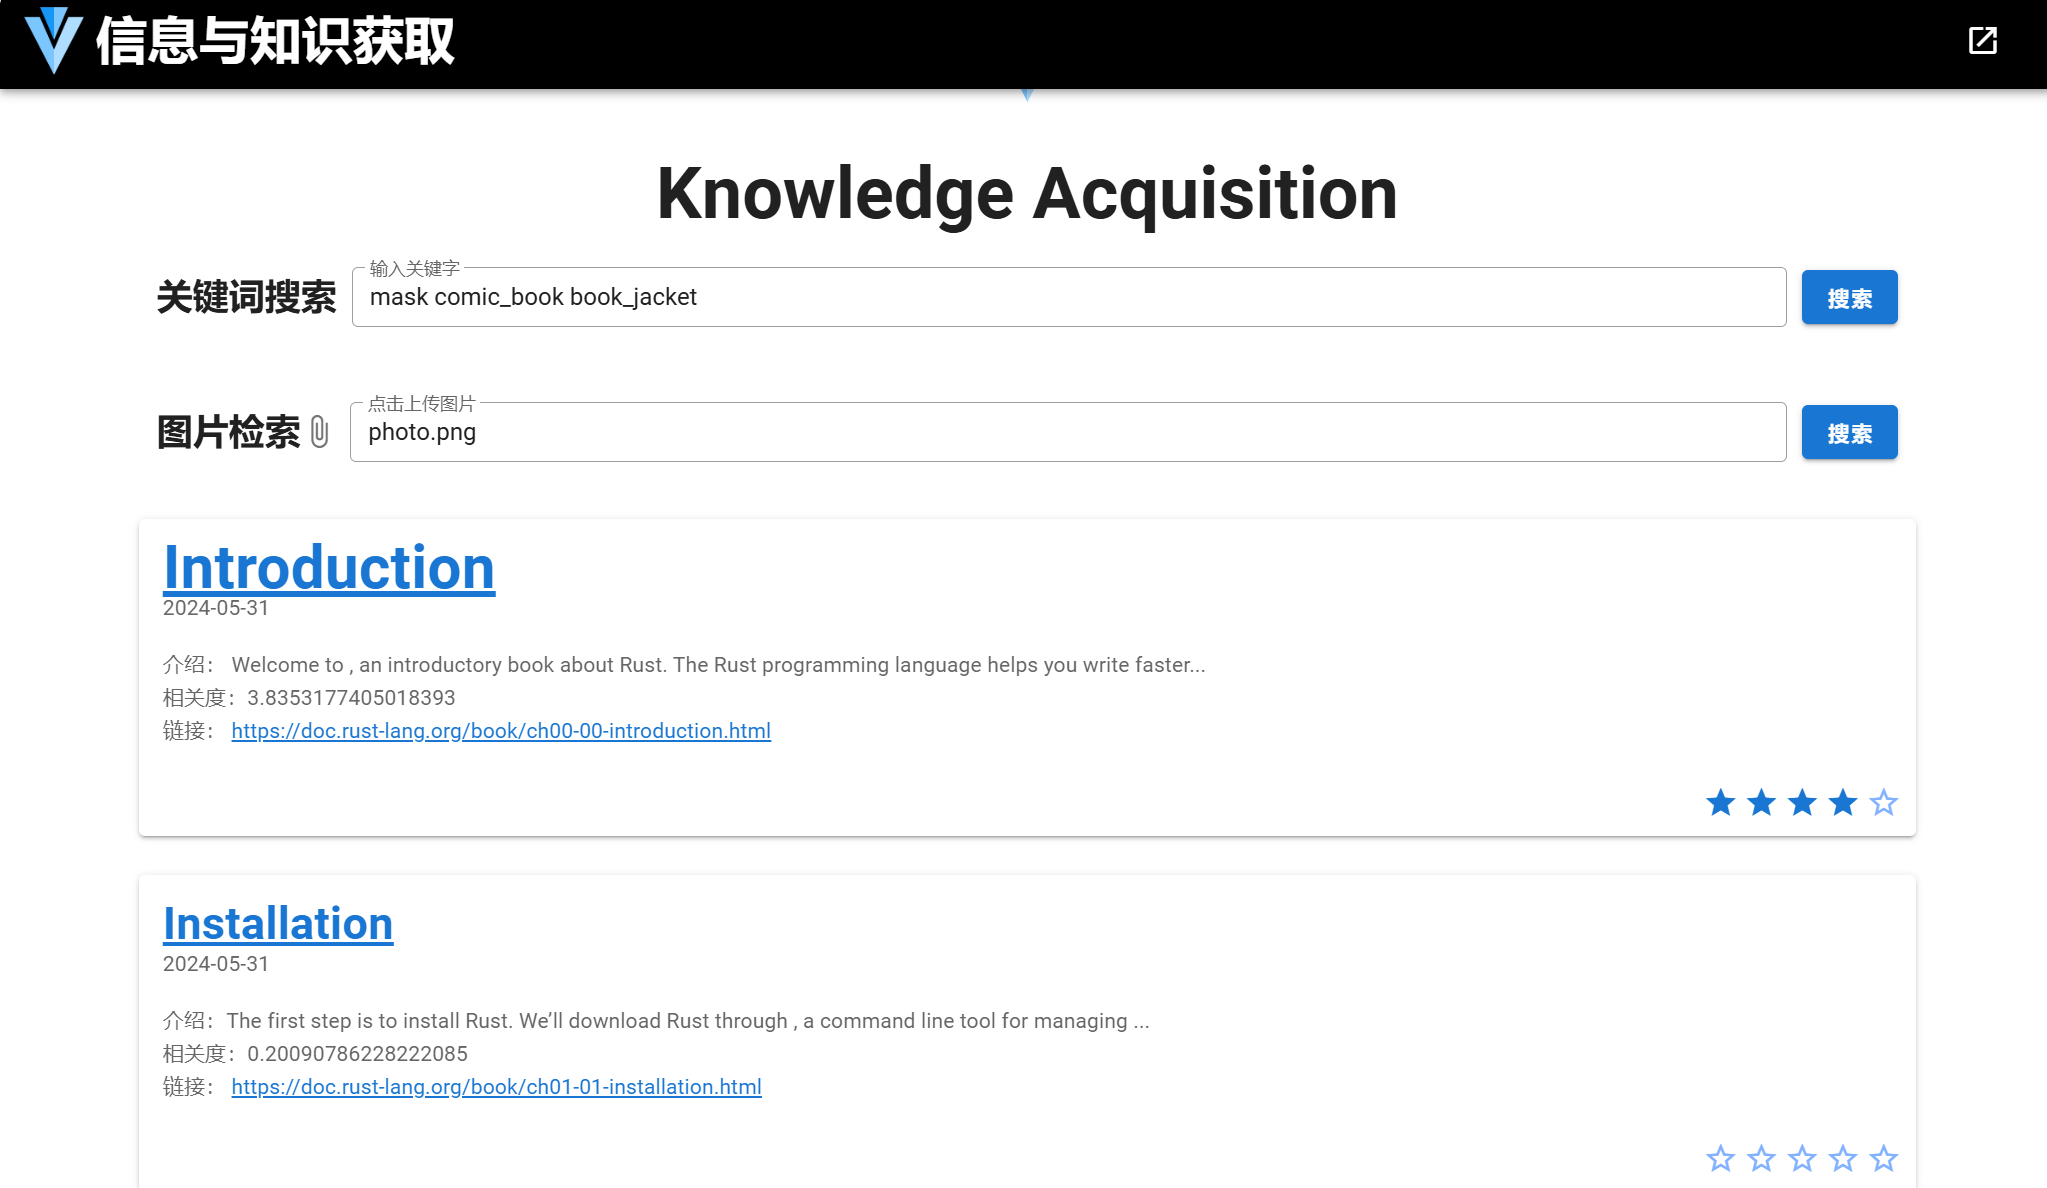 信息与知识获取
Knowledge Acquisition
关键词搜索
输入关键字
mask comic_book book_jacket
搜索
图片检索
点击上传图片
photo.png
搜索
Introduction
2024-05-31
介绍： Welcome to , an introductory book about Rust. The Rust programming language helps you write faster...
相关度：3.8353177405018393
链接： https://doc.rust-lang.org/book/ch00-00-introduction.html
Installation
2024-05-31
介绍：The first step is to install Rust. We’ll download Rust through , a command line tool for managing ...
相关度：0.20090786228222085
链接： https://doc.rust-lang.org/book/ch01-01-installation.html